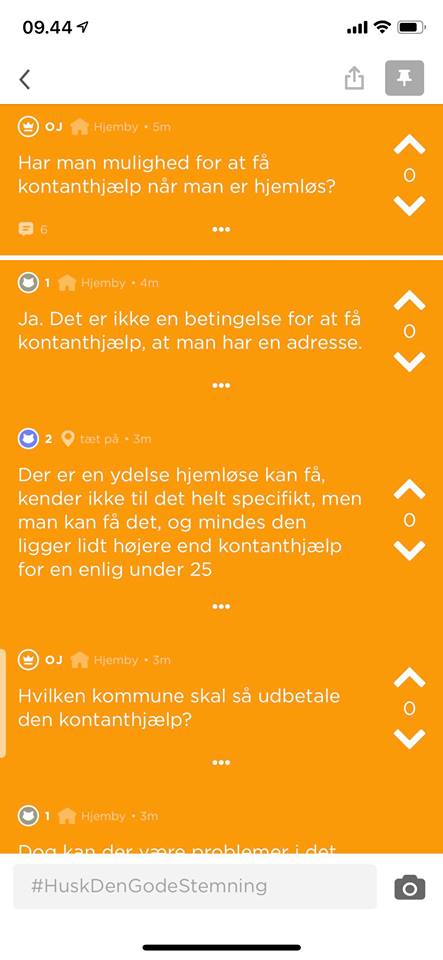 09.44
OJ Hjemby • 5m
Har man mulighed for at få
kontanthjælp når man er hjemløs?
0
6
1 Hjemby • 4m
Ja. Det er ikke en betingelse for at få
kontanthjælp, at man har en adresse.
0
2 tæt på • 3m
Der er en ydelse hjemløse kan få,
kender ikke til det helt specifikt, men
man kan få det, og mindes den
ligger lidt højere end kontanthjælp
for en enlig under 25
0
OJ Hjemby • 3m
Hvilken kommune skal så udbetale
den kontanthjælp?
0
1 Hjemby • 3m
Dog kan der være problemer i det
#HuskDenGodeStemning